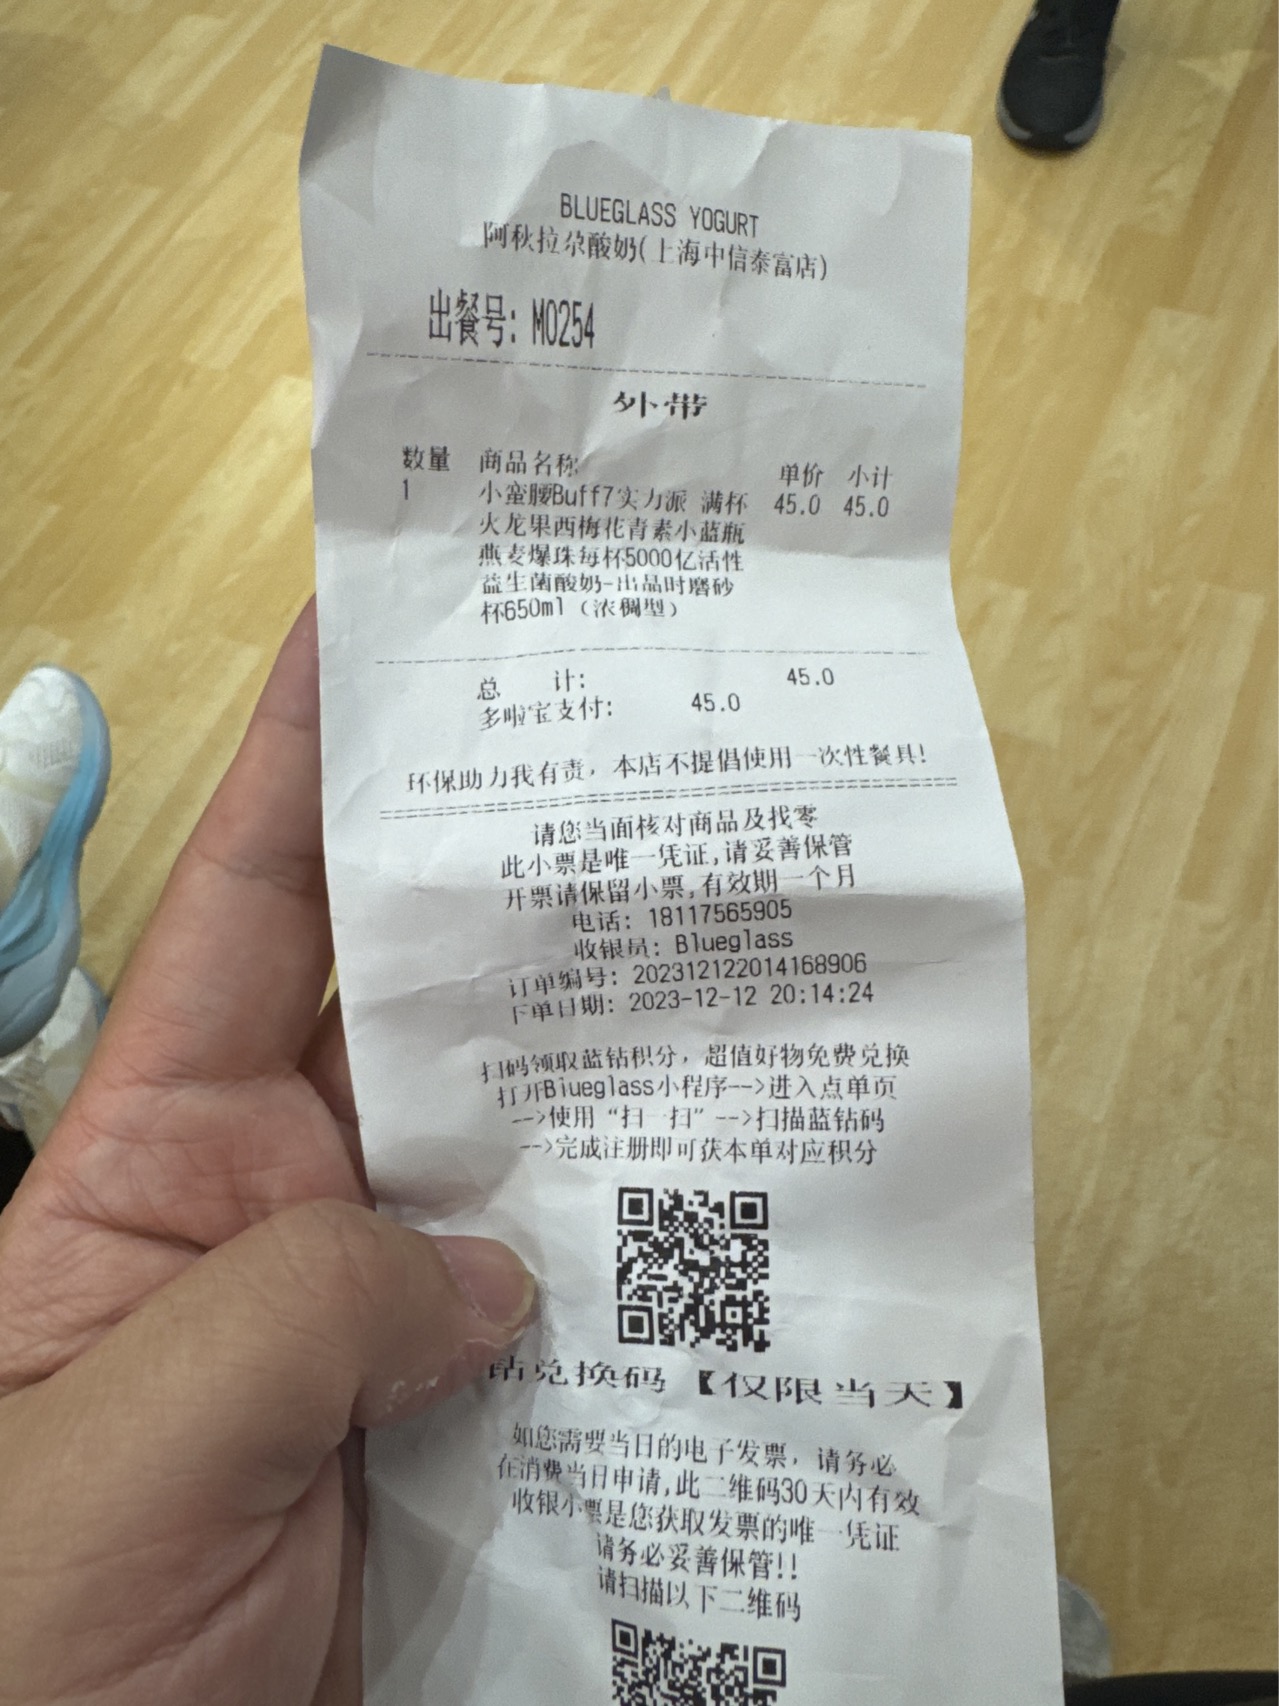 BLUEGLASS YOGURT
阿秋拉尕酸奶(上海中信泰富店)
出餐号: M0254
外带
数量 商品名称 单价 小计
1 小蛮腰Buff7实力派 满杯 45.0 45.0
火龙果西梅花青素小蓝瓶
燕麦爆珠每杯5000亿活性
益生菌酸奶-出品时磨砂
杯650ml（浓稠型）
总 计: 45.0
多啦宝支付: 45.0
环保助力我有责，本店不提倡使用一次性餐具!
请您当面核对商品及找零
此小票是唯一凭证,请妥善保管
开票请保留小票,有效期一个月
电话: 18117565905
收银员: Blueglass
订单编号: 202312122014168906
下单日期: 2023-12-12 20:14:24
扫码领取蓝钻积分，超值好物免费兑换
打开Blueglass小程序-->进入点单页
-->使用“扫一扫”-->扫描蓝钻码
-->完成注册即可获本单对应积分
钻兑换码【仅限当天】
如您需要当日的电子发票，请务必
在消费当日申请,此二维码30天内有效
收银小票是您获取发票的唯一凭证
请务必妥善保管!!
请扫描以下二维码